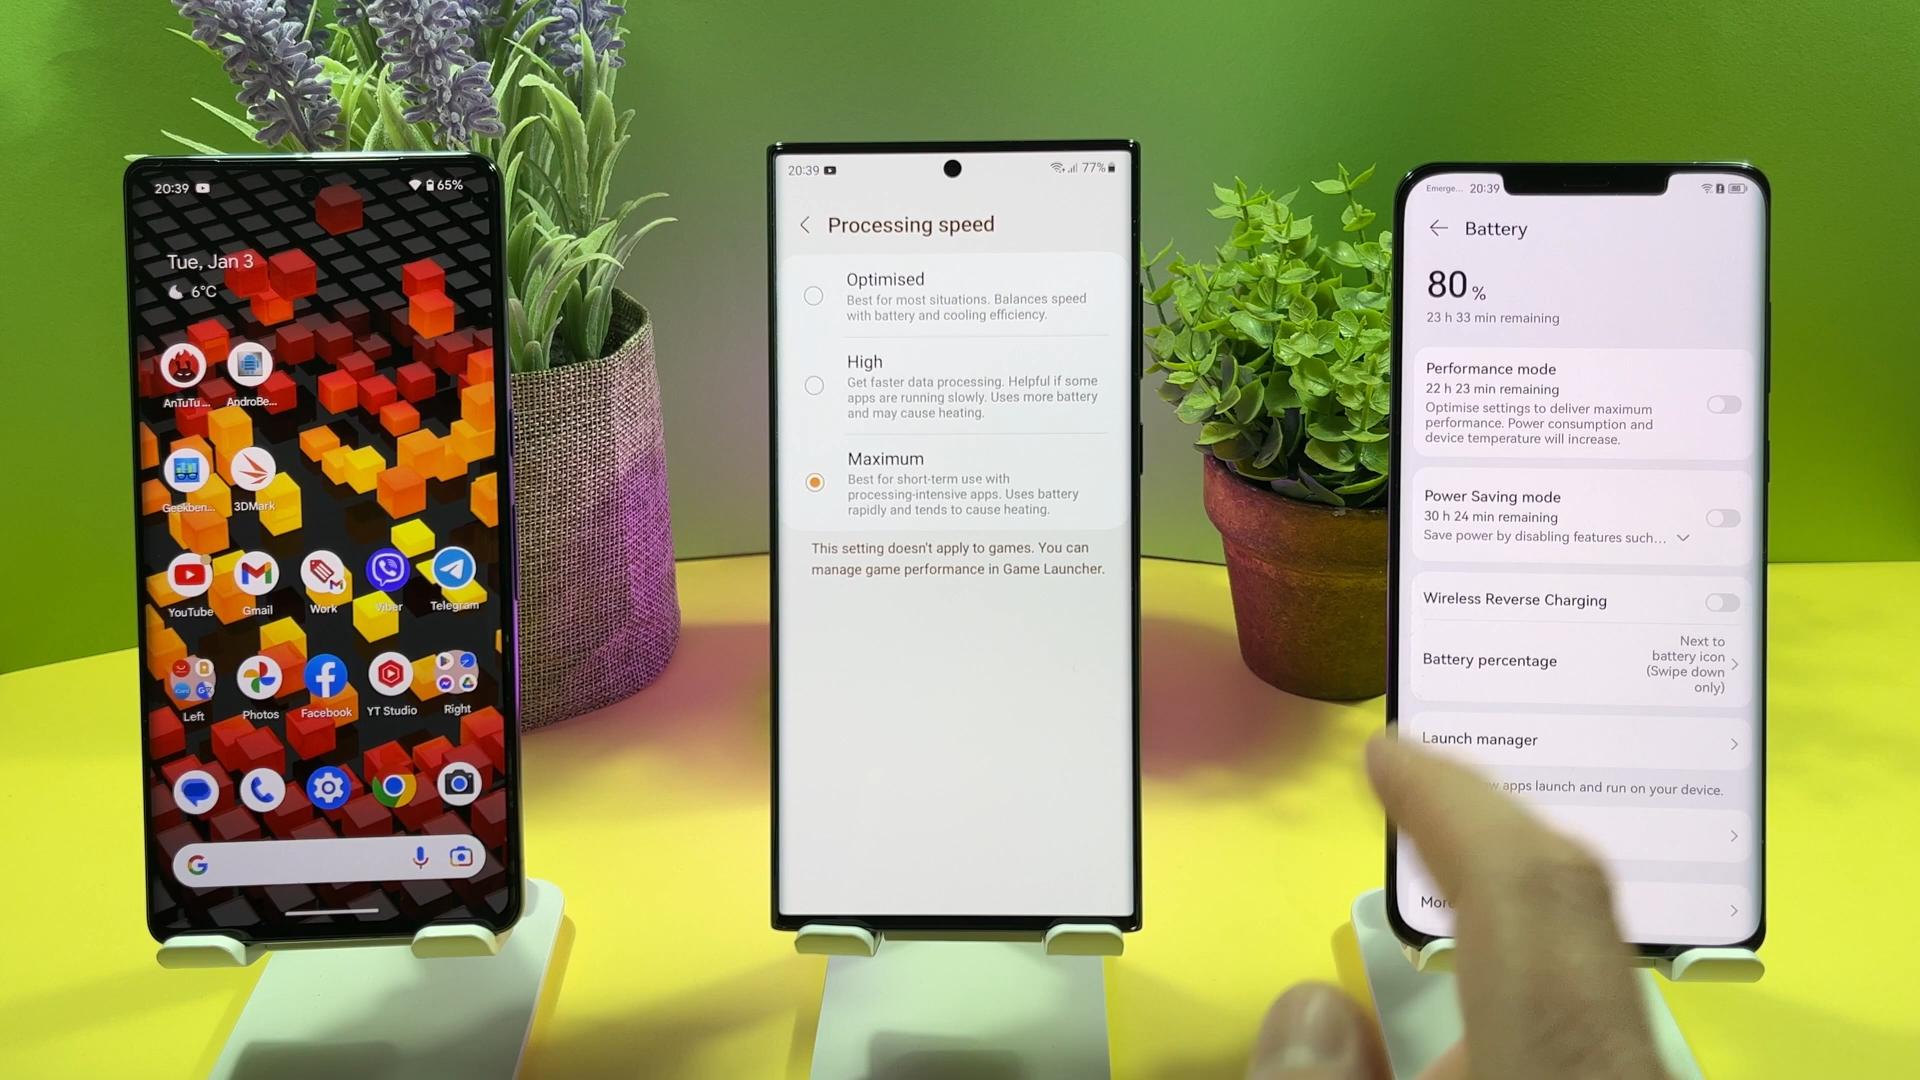 20:39
65%
Tue, Jan 3
6°C
AnTuTu ...
AndroBe...
Geekben...
3DMark
YouTube
Gmail
Work
Viber
Telegram
Left
Photos
Facebook
YT Studio
Right
20:39
77%
Processing speed
Optimised
Best for most situations. Balances speed
with battery and cooling efficiency.
High
Get faster data processing. Helpful if some
apps are running slowly. Uses more battery
and may cause heating.
Maximum
Best for short-term use with
processing-intensive apps. Uses battery
rapidly and tends to cause heating.
This setting doesn't apply to games. You can
manage game performance in Game Launcher.
Emerge... 20:39
80
Battery
80 %
23 h 33 min remaining
Performance mode
22 h 23 min remaining
Optimise settings to deliver maximum
performance. Power consumption and
device temperature will increase.
Power Saving mode
30 h 24 min remaining
Save power by disabling features such...
Wireless Reverse Charging
Battery percentage
Next to
battery icon
(Swipe down
only)
Launch manager
apps launch and run on your device.